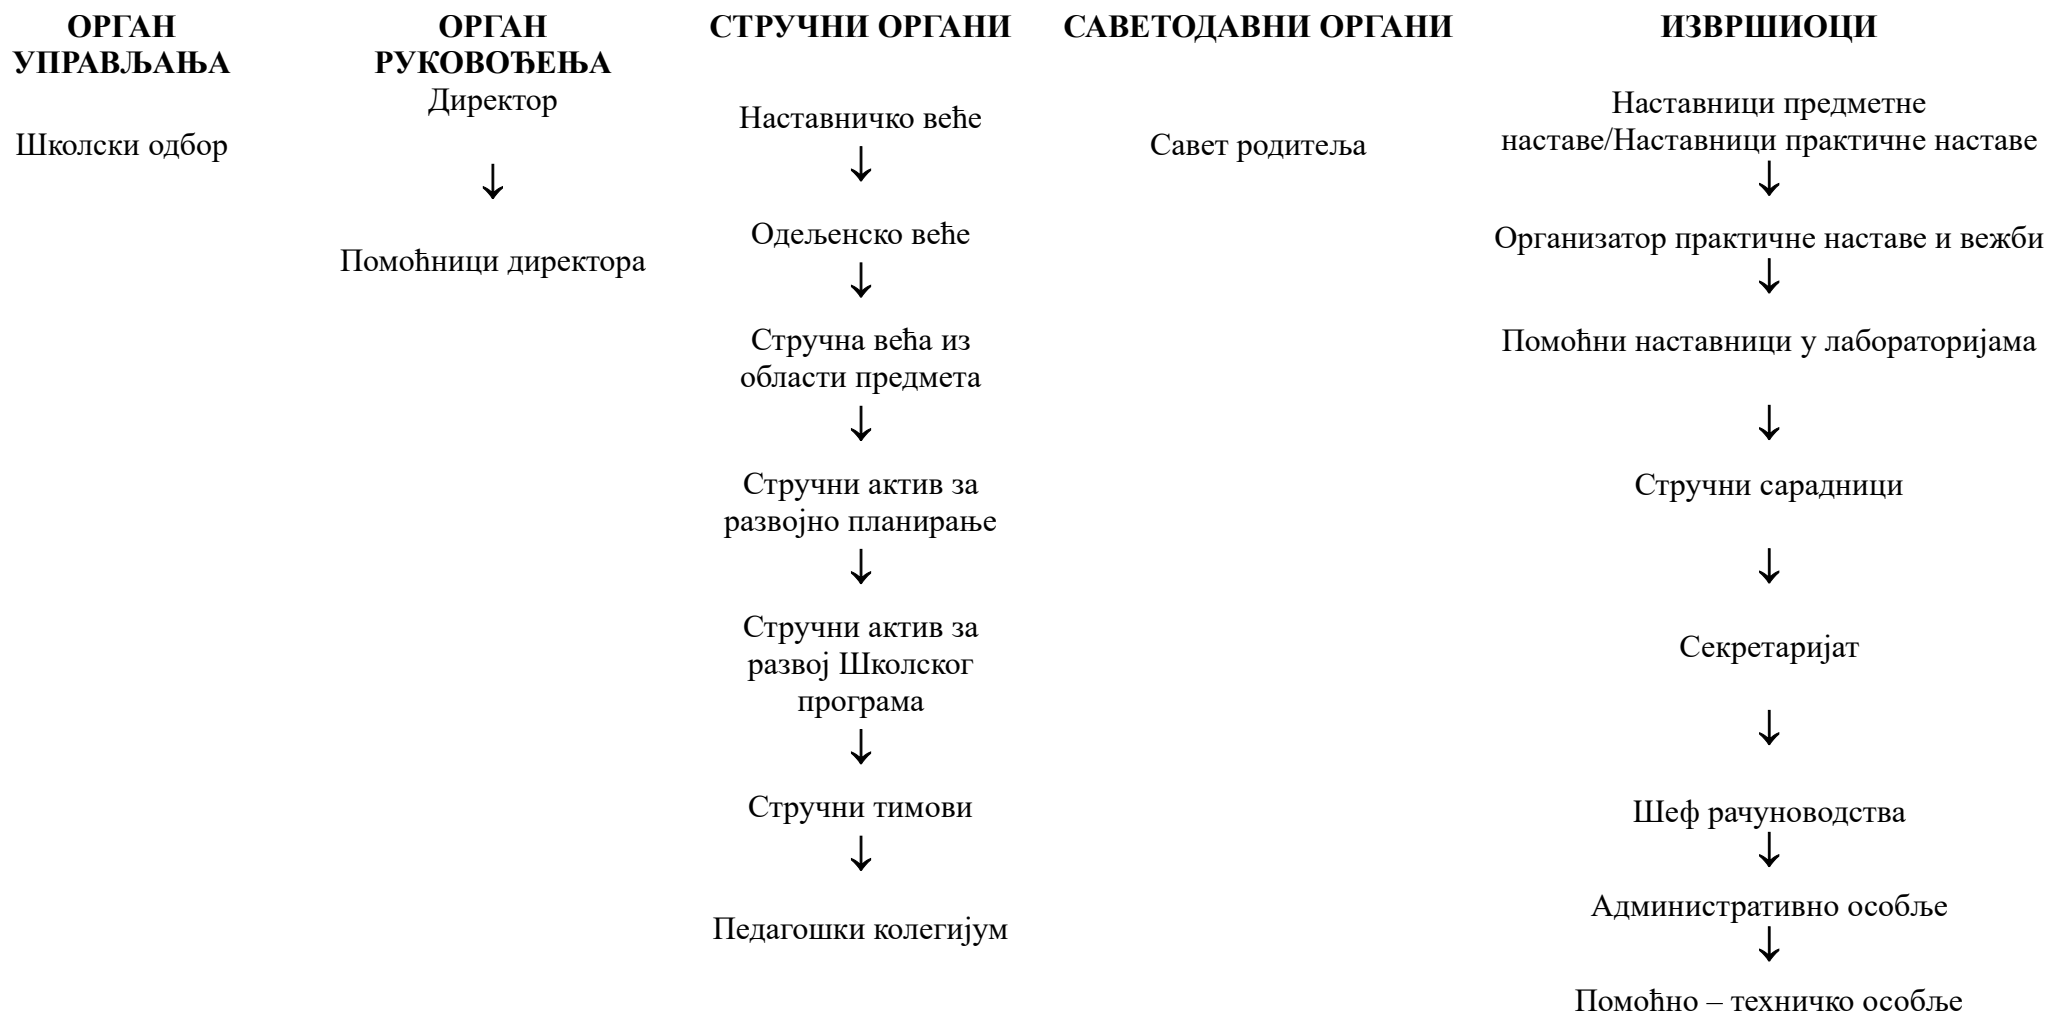 ОРГАН
УПРАВЉАЊА
Школски одбор
ОРГАН
РУКОВОЂЕЊА
Директор
↓
Помоћници директора
СТРУЧНИ ОРГАНИ
Наставничко веће
↓
Одељенско веће
↓
Стручна већа из
области предмета
↓
Стручни актив за
развојно планирање
↓
Стручни актив за
развој Школског
програма
↓
Стручни тимови
↓
Педагошки колегијум
САВЕТОДАВНИ ОРГАНИ
Савет родитеља
ИЗВРШИОЦИ
Наставници предметне
наставе/Наставници практичне наставе
↓
Организатор практичне наставе и вежби
↓
Помоћни наставници у лабораторијама
↓
Стручни сарадници
↓
Секретаријат
↓
Шеф рачуноводства
↓
Административно особље
↓
Помоћно – техничко особље